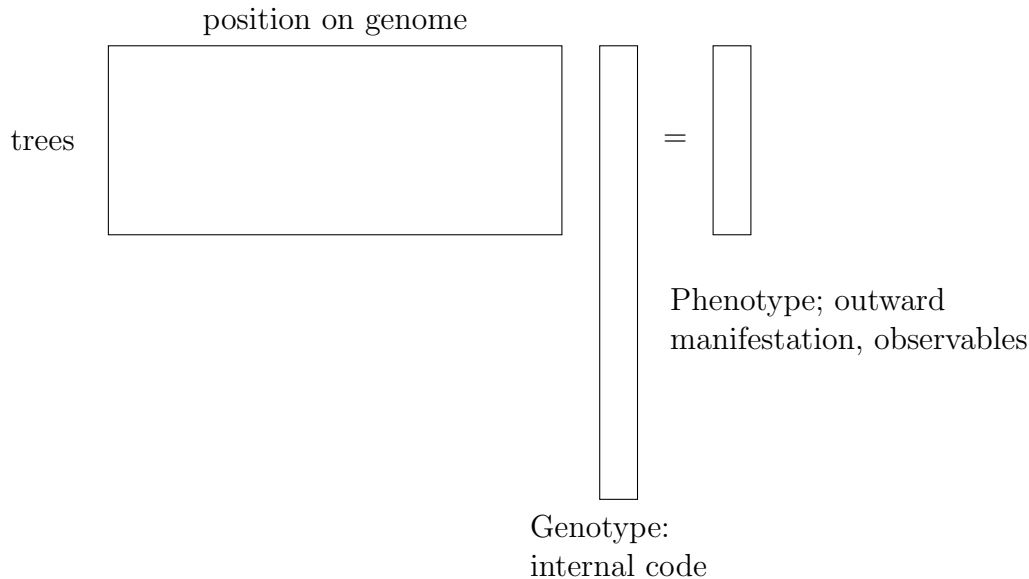 position on genome
trees
=
Phenotype; outward
manifestation, observables
Genotype:
internal code